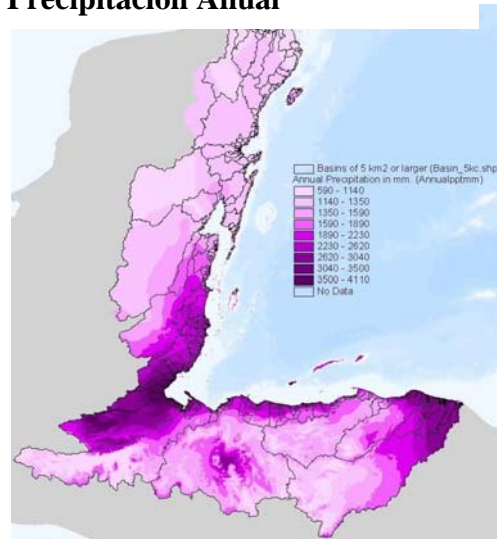 Precipitación Anual
Basins of 5 km2 or larger (Basin_5kc.shp
Annual Precipitation in mm. (Annualpptmm)
590 - 1140
1140 - 1350
1350 - 1590
1590 - 1890
1890 - 2230
2230 - 2620
2620 - 3040
3040 - 3500
3500 - 4110
No Data